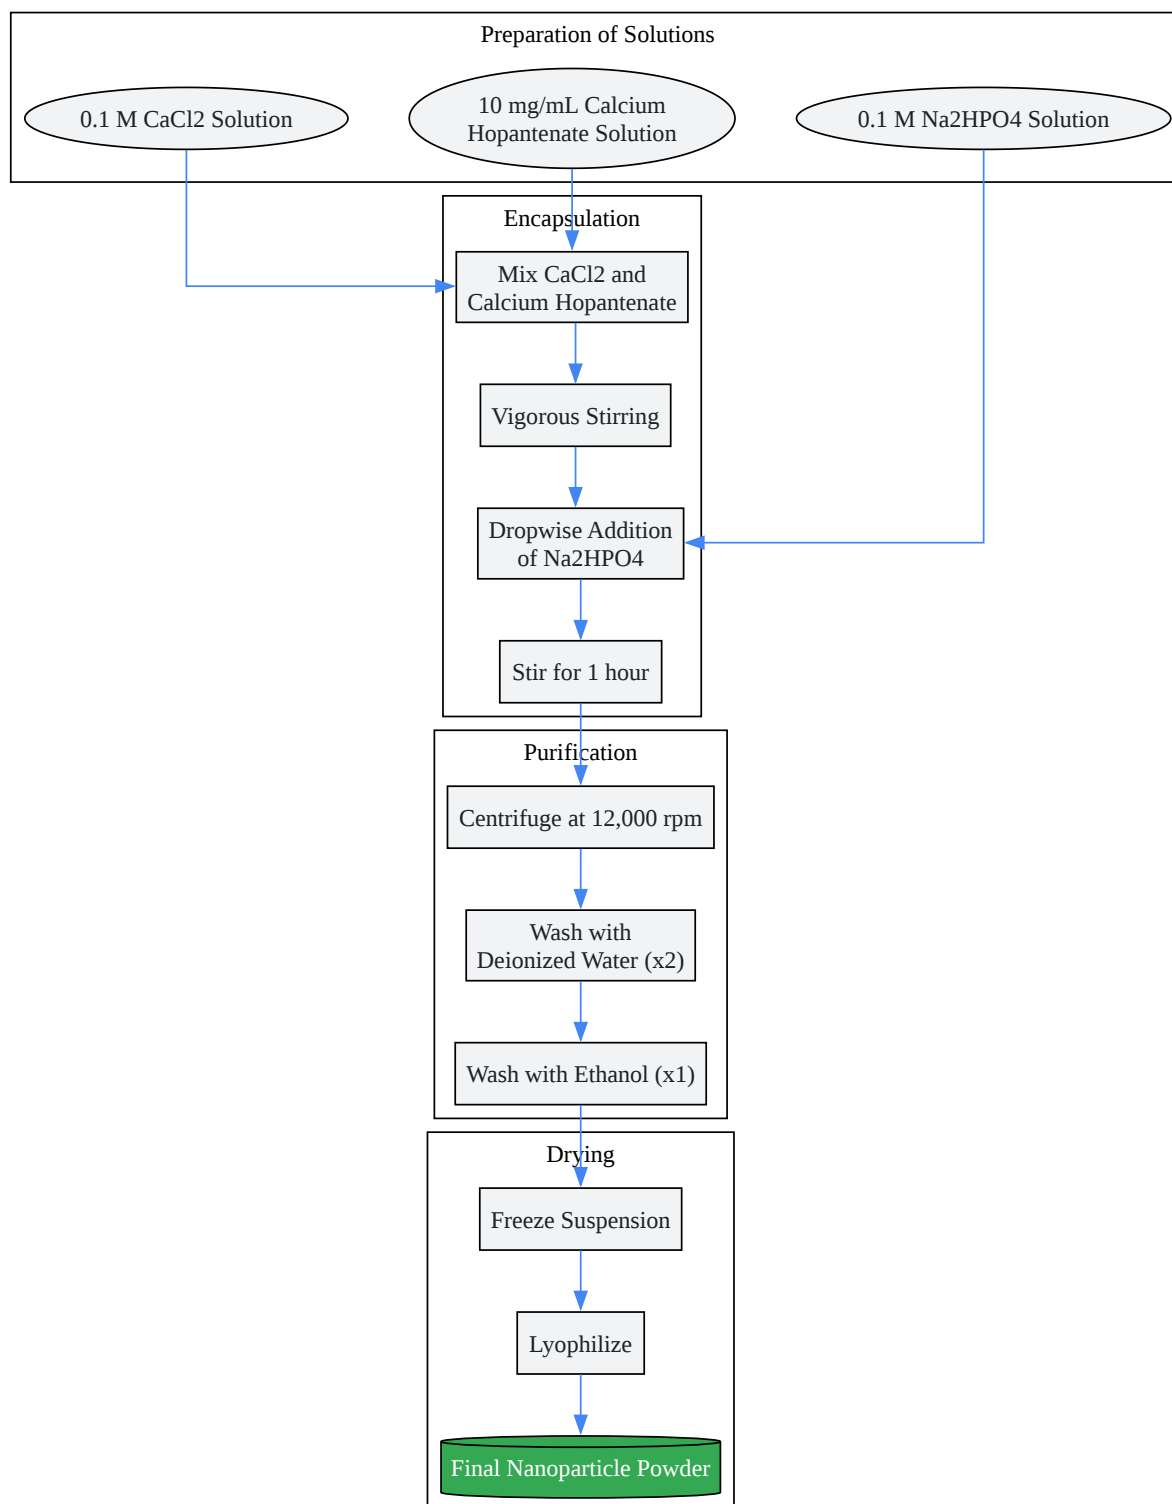 Preparation of Solutions
0.1 M CaCl2 Solution
10 mg/mL Calcium
Hopantenate Solution
0.1 M Na2HPO4 Solution
Encapsulation
Mix CaCl2 and
Calcium Hopantenate
Vigorous Stirring
Dropwise Addition
of Na2HPO4
Stir for 1 hour
Purification
Centrifuge at 12,000 rpm
Wash with
Deionized Water (x2)
Wash with Ethanol (x1)
Drying
Freeze Suspension
Lyophilize
Final Nanoparticle Powder